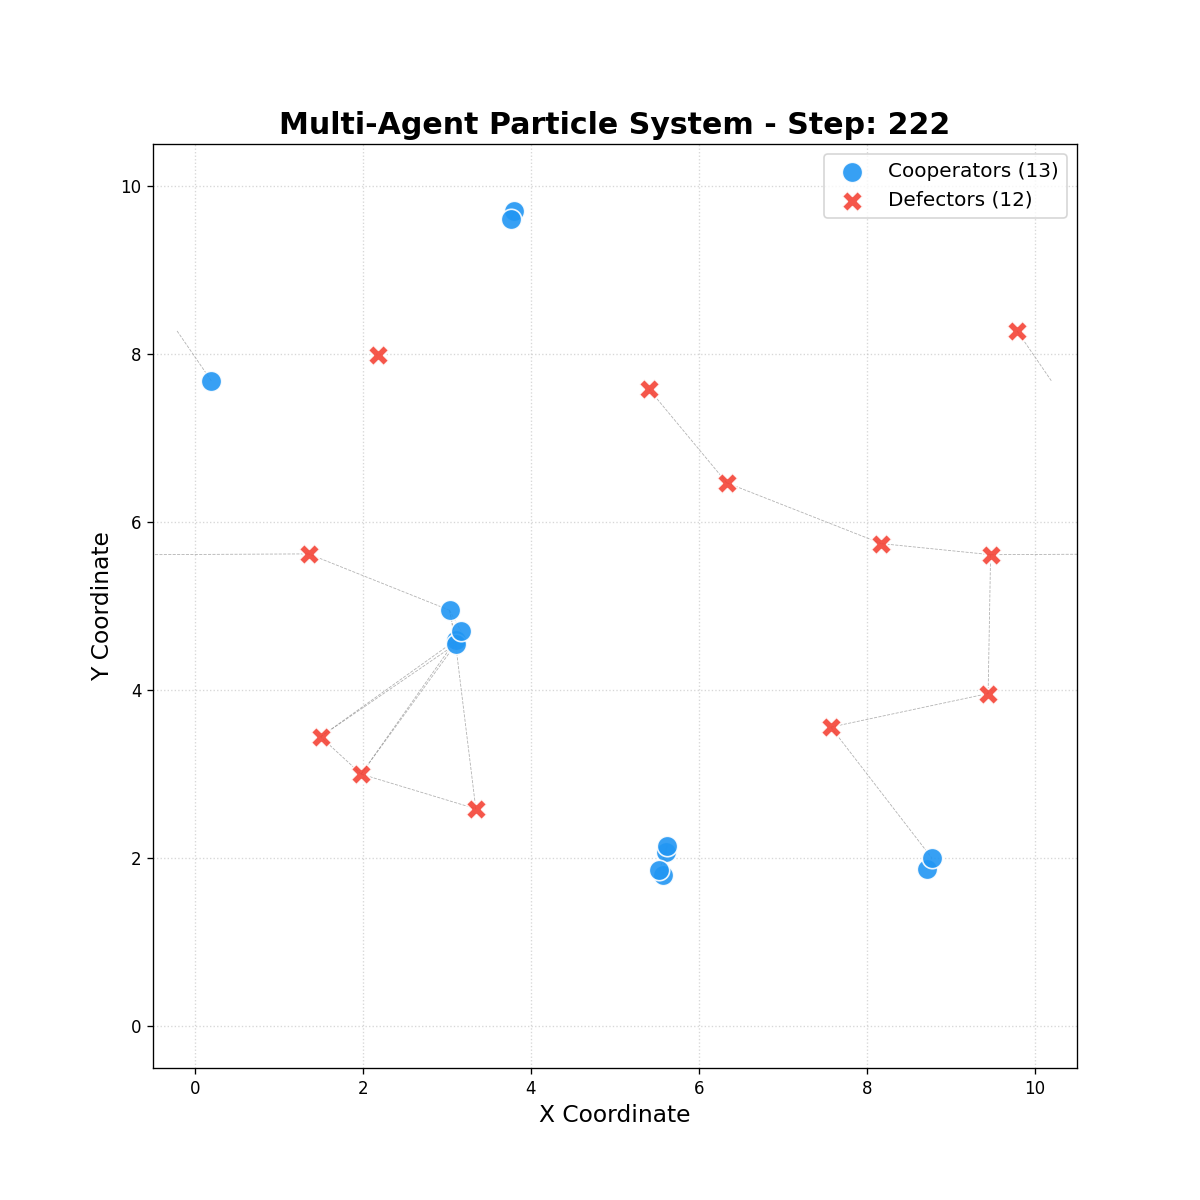 Multi-Agent Particle System - Step: 222
Cooperators (13)
Defectors (12)
Y Coordinate
10
8
6
4
2
0
0 2 4 6 8 10
X Coordinate